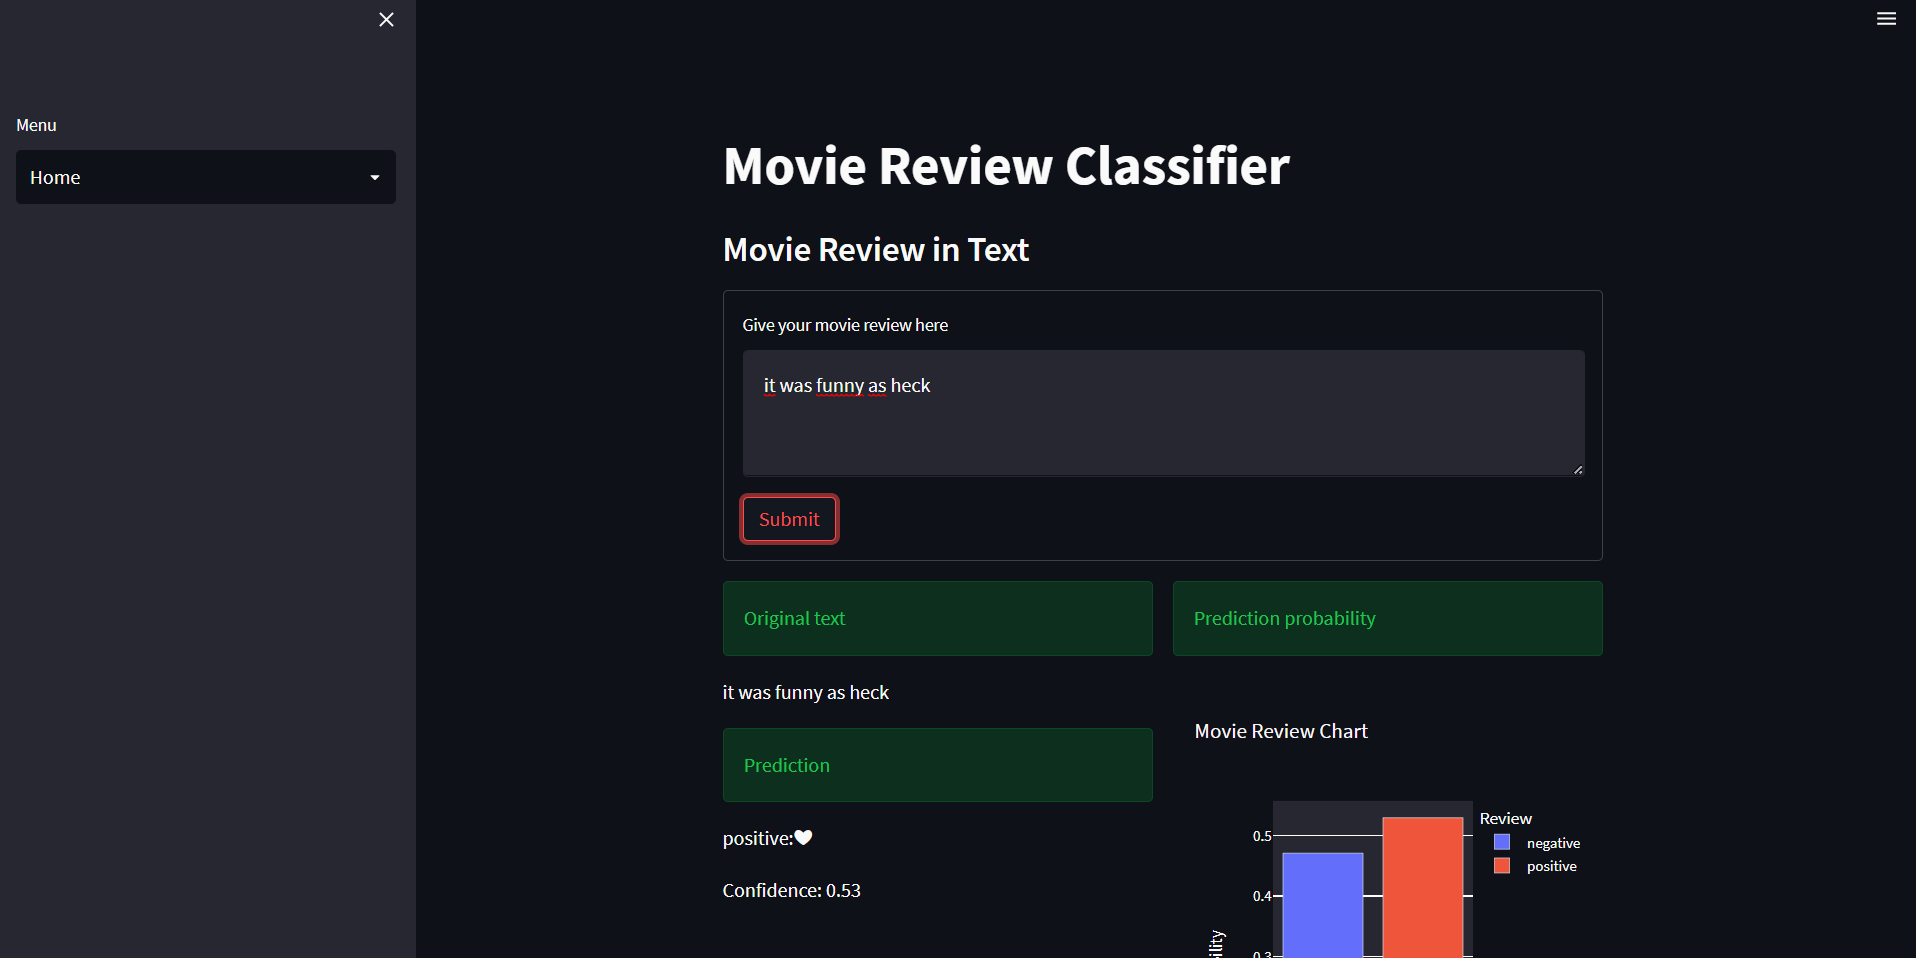 Menu
Home
Movie Review Classifier
Movie Review in Text
Give your movie review here
it was funny as heck
Submit
Original text
it was funny as heck
Prediction
positive:
Confidence: 0.53
Prediction probability
Movie Review Chart
Review
negative
positive
0.5
0.4
0.3